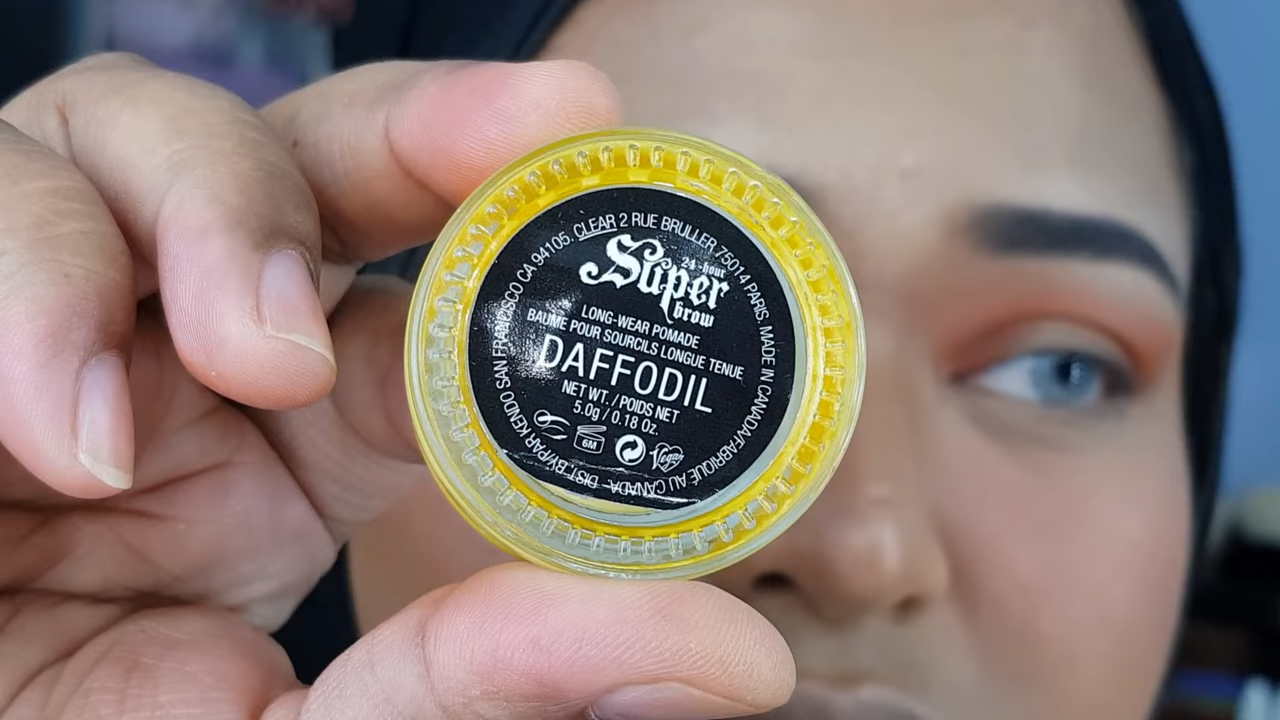 24-hour
Super
brow
LONG-WEAR POMADE
BAUME POUR SOURCILS LONGUE TENUE
DAFFODIL
NET WT. / POIDS NET
5.0g / 0.18 Oz.
6M
Vegan
DIST. BY/PAR KENDO SAN FRANCISCO CA 94105. CLEAR 2 RUE BRULLER 75014 PARIS. MADE IN CANADA/FABRIQUÉ AU CANADA.